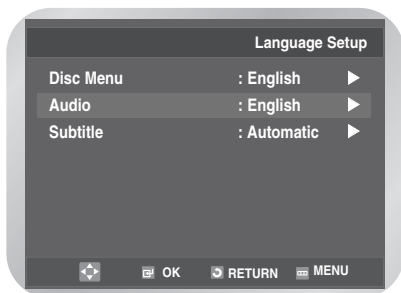 Language Setup
Disc Menu : English
Audio : English
Subtitle : Automatic
OK RETURN MENU